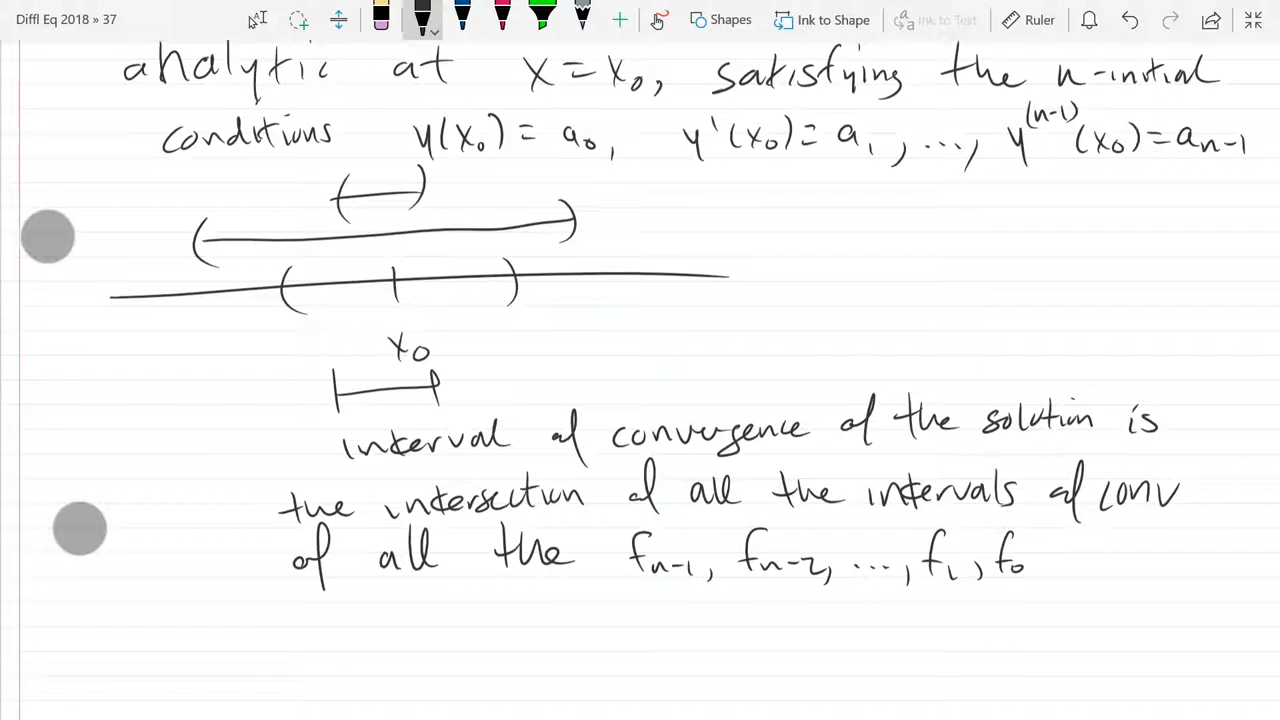 Diffl Eq 2018 » 37
Shapes
Ink to Shape
Ink to Text
Ruler
analytic at x = x₀, satisfying the n-initial
conditions y(x₀) = a₀, y'(x₀) = a₁, ..., y⁽ⁿ⁻¹⁾(x₀) = aₙ₋₁
x₀
interval of convergence of the solution is
the intersection of all the intervals of conv
of all the fₙ₋₁, fₙ₋₂, ..., f₁, f₀